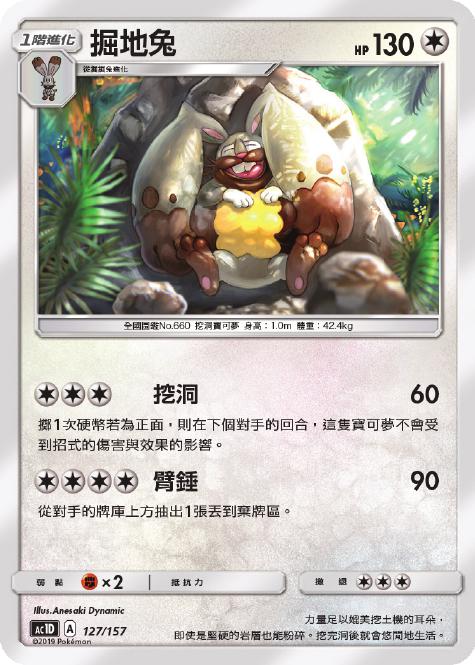 1階進化 掘地兔 HP 130
從掘掘兔進化
全國圖鑑No.660 挖洞寶可夢 身高：1.0m 體重：42.4kg
挖洞 60
擲1次硬幣若為正面，則在下個對手的回合，這隻寶可夢不會受
到招式的傷害與效果的影響。
臂錘 90
從對手的牌庫上方抽出1張丟到棄牌區。
弱點 ×2 抵抗力 撤退
Illus.Anesaki Dynamic
力量足以媲美挖土機的耳朵，
AC1D A 127/157
即使是堅硬的岩層也能粉碎。挖完洞後就會悠閒地生活。
©2019 Pokémon